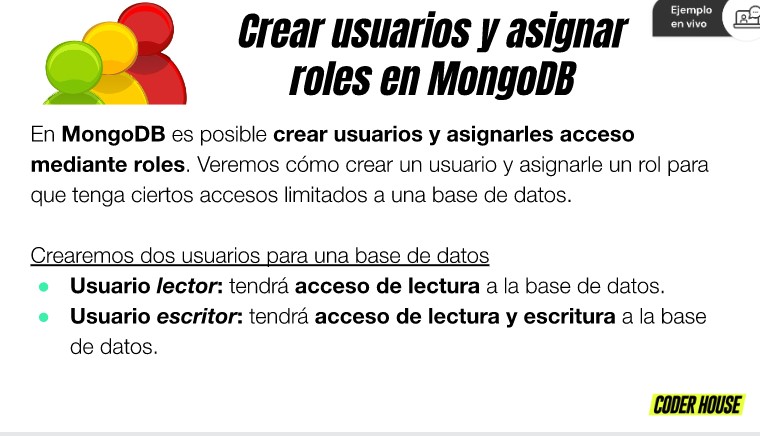 Ejemplo
en vivo
Crear usuarios y asignar
roles en MongoDB
En MongoDB es posible crear usuarios y asignarles acceso
mediante roles. Veremos cómo crear un usuario y asignarle un rol para
que tenga ciertos accesos limitados a una base de datos.
Crearemos dos usuarios para una base de datos
● Usuario lector: tendrá acceso de lectura a la base de datos.
● Usuario escritor: tendrá acceso de lectura y escritura a la base
de datos.
CODER HOUSE